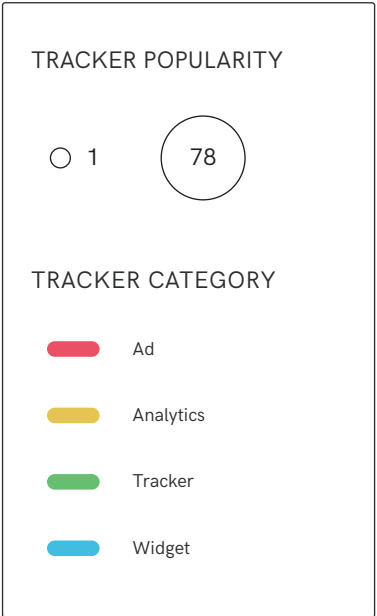 TRACKER POPULARITY
1 78
TRACKER CATEGORY
Ad
Analytics
Tracker
Widget